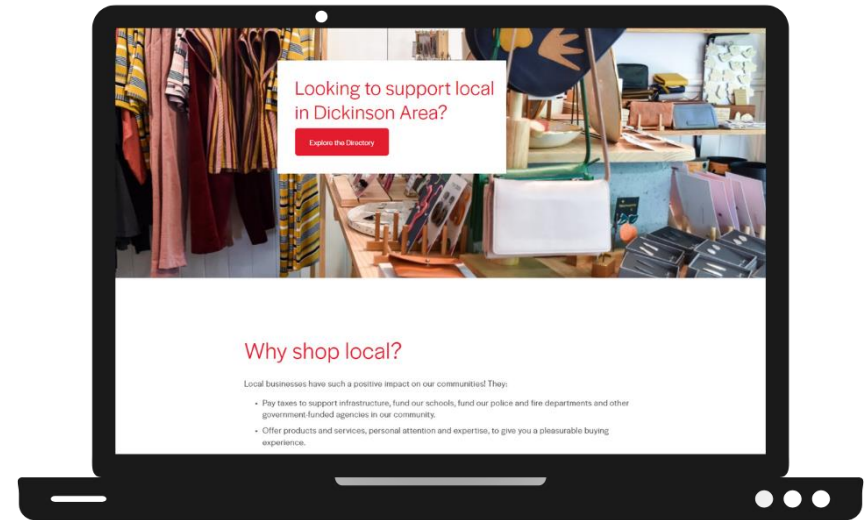 Looking to support local
in Dickinson Area?
Explore the Directory
Why shop local?
Local businesses have such a positive impact on our communities! They:
• Pay taxes to support infrastructure, fund our schools, fund our police and fire departments and other
government-funded agencies in our community.
• Offer products and services, personal attention and expertise, to give you a pleasurable buying
experience.